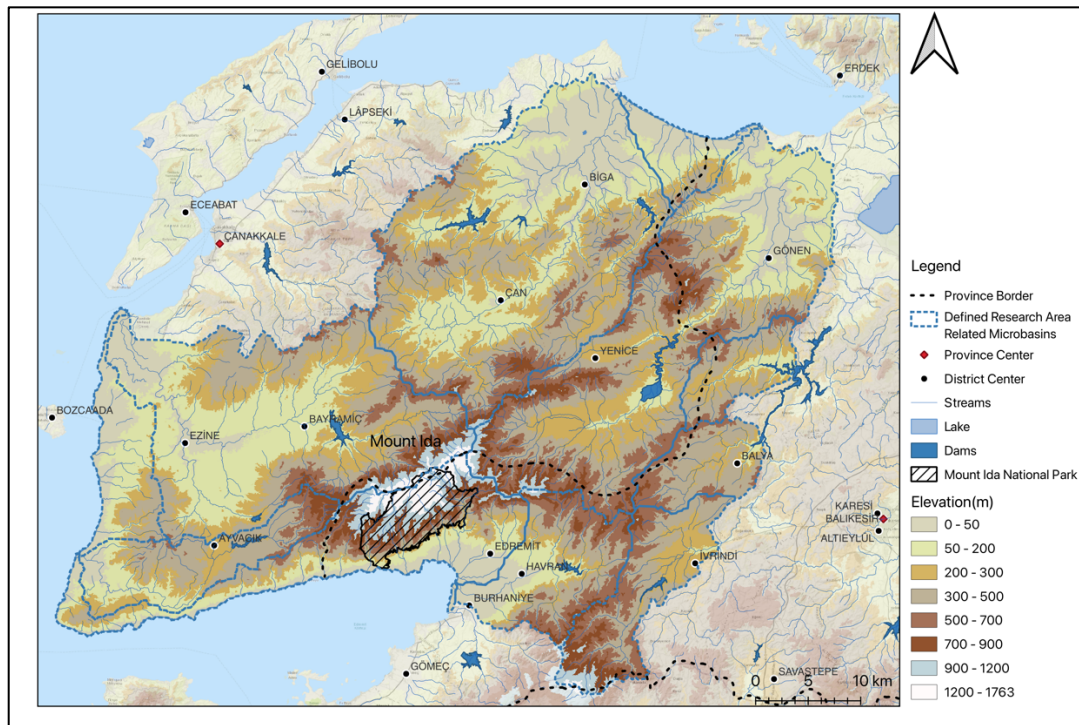 GELİBOLU
ERDEK
LÂPSEKİ
BİGA
ECEABAT
ÇANAKKALE
GÖNEN
ÇAN
YENİCE
BOZCAADA
BAYRAMİÇ
EZİNE
Mount Ida
BALYA
KARESİ
BALIKESİR
ALTIEYLÜL
AYVACIK
EDREMİT
HAVRAN
İVRİNDİ
BURHANİYE
GÖMEÇ
SAVAŞTEPE
0 5 10 km
Legend
Province Border
Defined Research Area
Related Microbasins
Province Center
District Center
Streams
Lake
Dams
Mount Ida National Park
Elevation(m)
0 - 50
50 - 200
200 - 300
300 - 500
500 - 700
700 - 900
900 - 1200
1200 - 1763